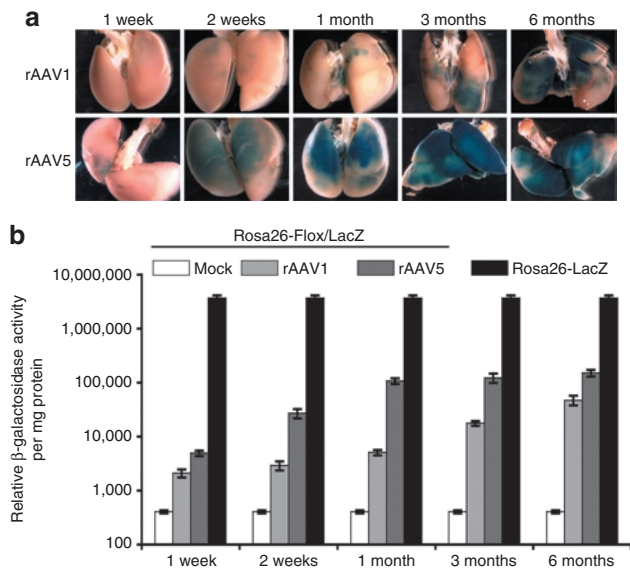 a
1 week 2 weeks 1 month 3 months 6 months
rAAV1
rAAV5
b
Rosa26-Flox/LacZ
Mock rAAV1 rAAV5 Rosa26-LacZ
Relative β-galactosidase activity
per mg protein
10,000,000
1,000,000
100,000
10,000
1,000
100
1 week 2 weeks 1 month 3 months 6 months